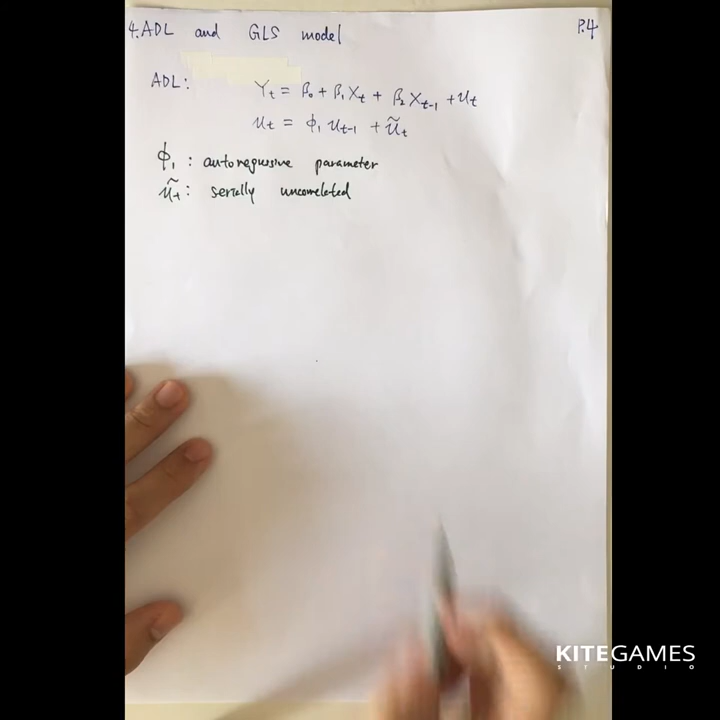 4.ADL and GLS model P.4
ADL: Yₜ = β₀ + β₁Xₜ + β₂Xₜ₋₁ + uₜ
uₜ = ϕ₁ uₜ₋₁ + ũₜ
ϕ₁ : autoregressive parameter
ũₜ : serially uncorrelated
KITEGAMES
STUDIO